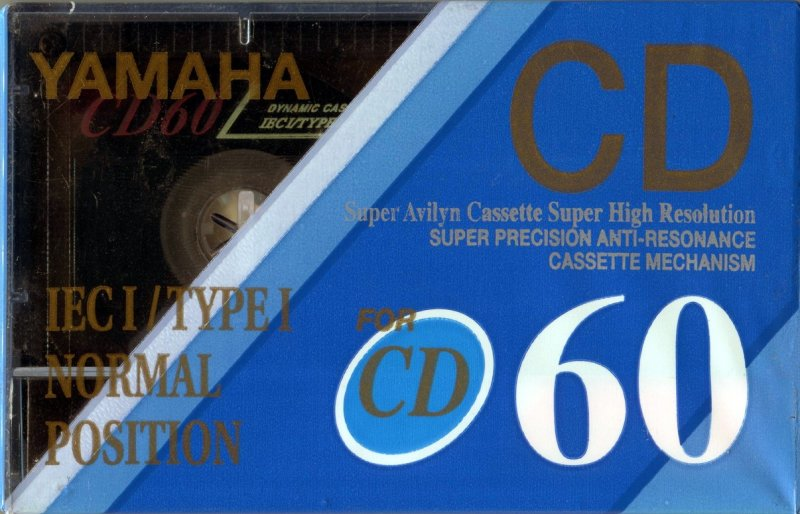 YAMAHA
CD60
DYNAMIC CAS
IEC I/TYPE
CD
Super Avilyn Cassette Super High Resolution
SUPER PRECISION ANTI-RESONANCE
CASSETTE MECHANISM
IEC I / TYPE I
NORMAL
POSITION
FOR
CD
60